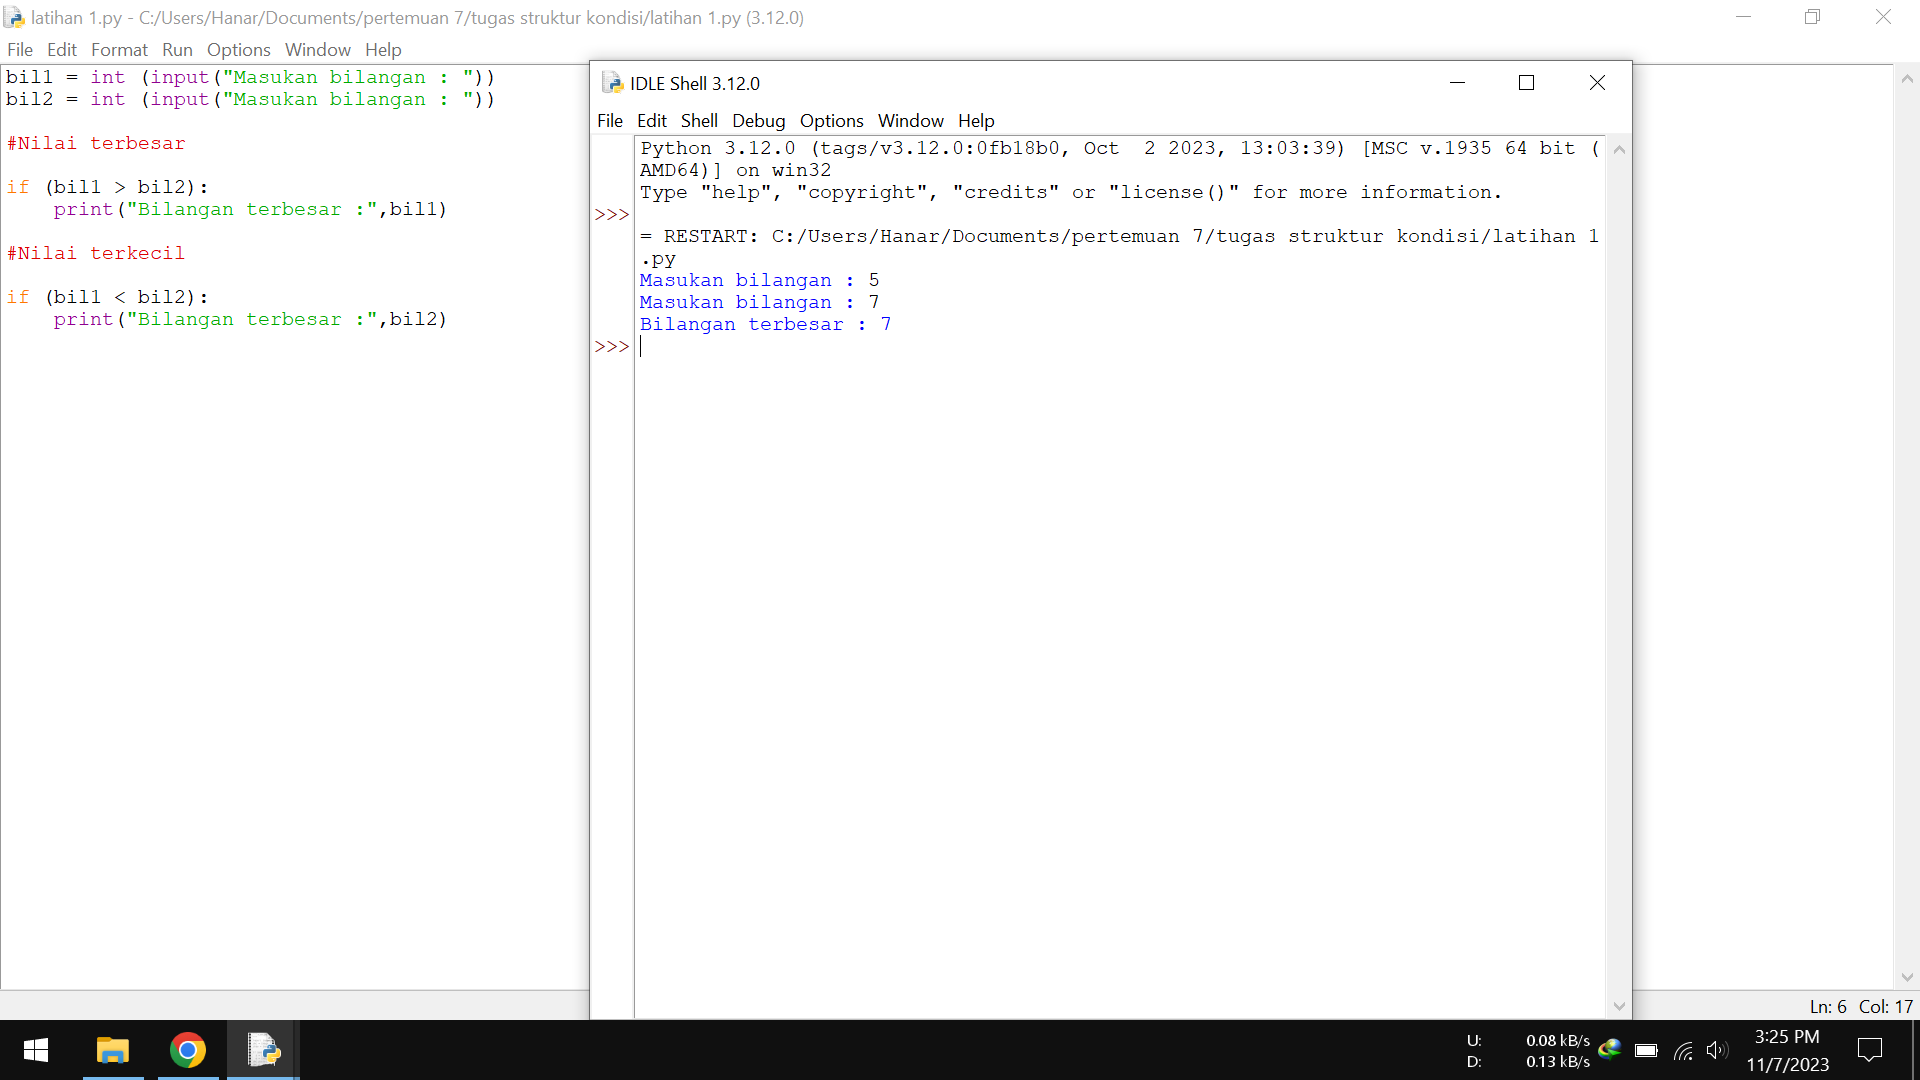 latihan 1.py - C:/Users/Hanar/Documents/pertemuan 7/tugas struktur kondisi/latihan 1.py (3.12.0)
File Edit Format Run Options Window Help
bil1 = int (input("Masukan bilangan : "))
bil2 = int (input("Masukan bilangan : "))
#Nilai terbesar
if (bil1 > bil2):
    print("Bilangan terbesar :",bil1)
#Nilai terkecil
if (bil1 < bil2):
    print("Bilangan terbesar :",bil2)
IDLE Shell 3.12.0
File Edit Shell Debug Options Window Help
Python 3.12.0 (tags/v3.12.0:0fb18b0, Oct  2 2023, 13:03:39) [MSC v.1935 64 bit (
AMD64)] on win32
Type "help", "copyright", "credits" or "license()" for more information.
>>>
= RESTART: C:/Users/Hanar/Documents/pertemuan 7/tugas struktur kondisi/latihan 1
.py
Masukan bilangan : 5
Masukan bilangan : 7
Bilangan terbesar : 7
>>>
Ln: 6 Col: 17
U: 0.08 kB/s
D: 0.13 kB/s
3:25 PM
11/7/2023